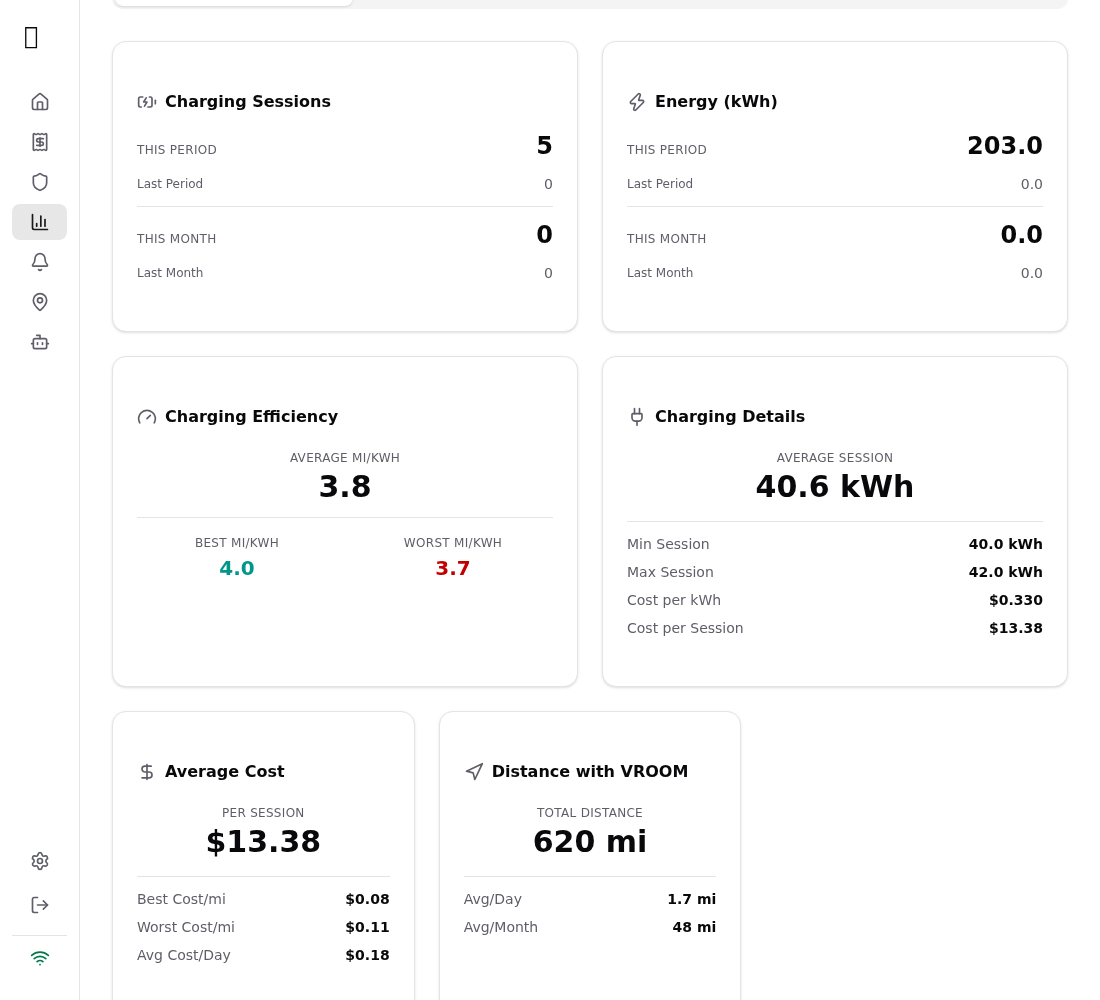 Charging Sessions
THIS PERIOD 5
Last Period 0
THIS MONTH 0
Last Month 0
Energy (kWh)
THIS PERIOD 203.0
Last Period 0.0
THIS MONTH 0.0
Last Month 0.0
Charging Efficiency
AVERAGE MI/KWH
3.8
BEST MI/KWH WORST MI/KWH
4.0 3.7
Charging Details
AVERAGE SESSION
40.6 kWh
Min Session 40.0 kWh
Max Session 42.0 kWh
Cost per kWh $0.330
Cost per Session $13.38
Average Cost
PER SESSION
$13.38
Best Cost/mi $0.08
Worst Cost/mi $0.11
Avg Cost/Day $0.18
Distance with VROOM
TOTAL DISTANCE
620 mi
Avg/Day 1.7 mi
Avg/Month 48 mi